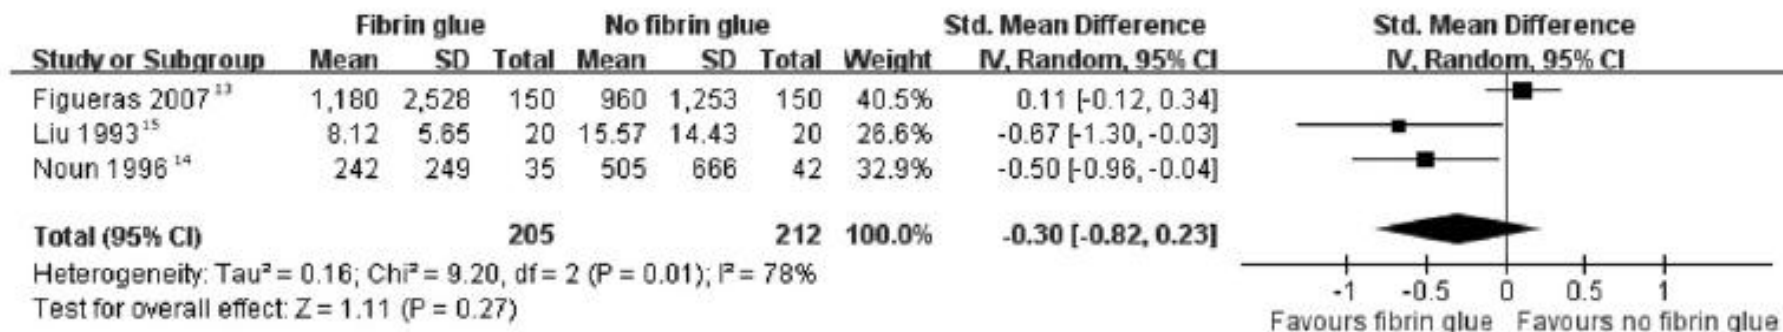 Fibrin glue No fibrin glue Std. Mean Difference Std. Mean Difference
Study or Subgroup Mean SD Total Mean SD Total Weight IV, Random, 95% CI IV, Random, 95% CI
Figueras 2007 ¹³ 1,180 2,528 150 960 1,253 150 40.5% 0.11 [-0.12, 0.34]
Liu 1993 ¹⁵ 8.12 5.65 20 15.57 14.43 20 26.6% -0.67 [-1.30, -0.03]
Noun 1996 ¹⁴ 242 249 35 505 666 42 32.9% -0.50 [-0.96, -0.04]
Total (95% CI) 205 212 100.0% -0.30 [-0.82, 0.23]
Heterogeneity: Tau² = 0.16; Chi² = 9.20, df = 2 (P = 0.01); I² = 78%
Test for overall effect: Z = 1.11 (P = 0.27)
-1 -0.5 0 0.5 1
Favours fibrin glue Favours no fibrin glue